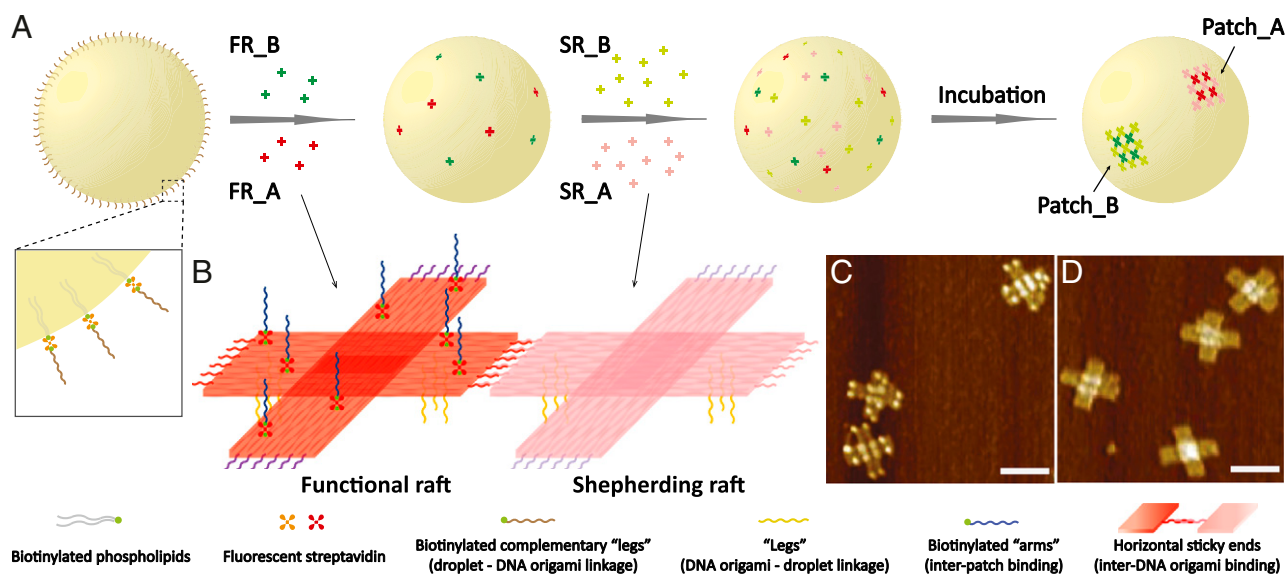 A
FR_B
FR_A
SR_B
SR_A
Incubation
Patch_A
Patch_B
B
Functional raft
Shepherding raft
C
D
Biotinylated phospholipids
Fluorescent streptavidin
Biotinylated complementary “legs”
(droplet - DNA origami linkage)
“Legs”
(DNA origami - droplet linkage)
Biotinylated “arms”
(inter-patch binding)
Horizontal sticky ends
(inter-DNA origami binding)